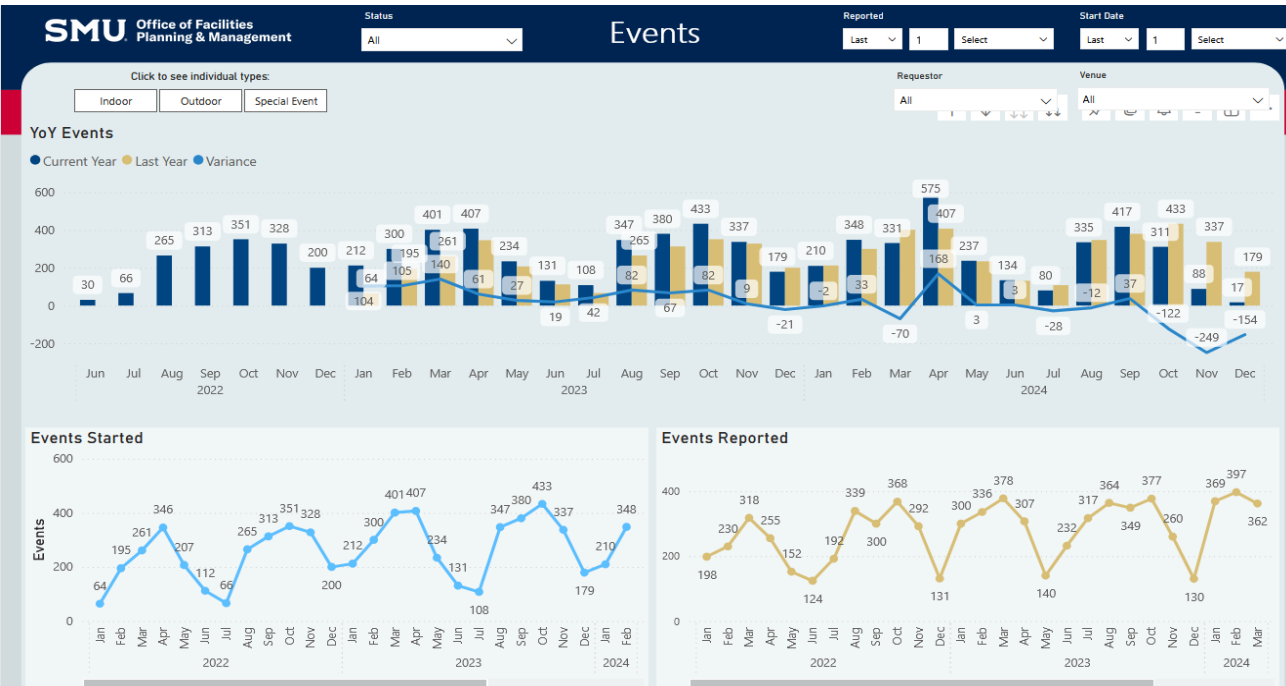 SMU. Office of Facilities
Planning & Management
Status
All
Events
Reported
Last 1 Select
Start Date
Last 1 Select
Click to see individual types:
Indoor Outdoor Special Event
Requestor
All
Venue
All
YoY Events
Current Year Last Year Variance
600
400
200
0
-200
30 66 265 313 351 328 200 212 300 401 407 234 131 108 347 380 433 337 179 210 348 331 575 237 134 80 335 417 311 88 17
64 195 261 265 407 433 337 179
104 105 140 61 27 19 42 82 67 82 9 -21 -2 33 -70 168 3 3 -28 -12 37 -122 -249 -154
Jun Jul Aug Sep Oct Nov Dec Jan Feb Mar Apr May Jun Jul Aug Sep Oct Nov Dec Jan Feb Mar Apr May Jun Jul Aug Sep Oct Nov Dec
2022 2023 2024
Events Started
Events
600
400
200
0
64 195 261 346 207 112 66 265 313 351 328 200 212 300 401 407 234 131 108 347 380 433 337 179 210 348
Jan Feb Mar Apr May Jun Jul Aug Sep Oct Nov Dec Jan Feb Mar Apr May Jun Jul Aug Sep Oct Nov Dec Jan Feb
2022 2023 2024
Events Reported
400
200
0
198 230 318 255 152 124 192 339 300 368 292 131 300 336 378 307 140 232 317 364 349 377 260 130 369 397 362
Jan Feb Mar Apr May Jun Jul Aug Sep Oct Nov Dec Jan Feb Mar Apr May Jun Jul Aug Sep Oct Nov Dec Jan Feb Mar
2022 2023 2024